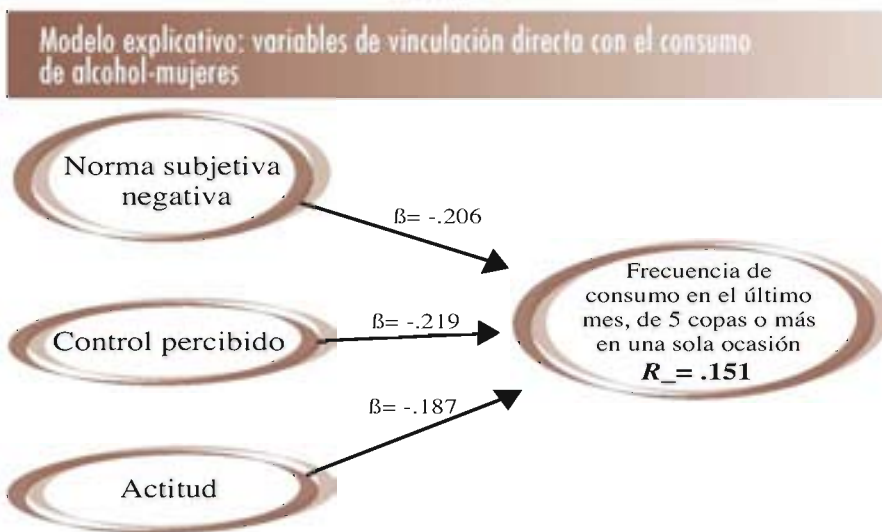 Modelo explicativo: variables de vinculación directa con el consumo
de alcohol-mujeres
Norma subjetiva
negativa
ß= -.206
Frecuencia de
consumo en el último
mes, de 5 copas o más
en una sola ocasión
R_= .151
Control percibido
ß= -.219
ß= -.187
Actitud